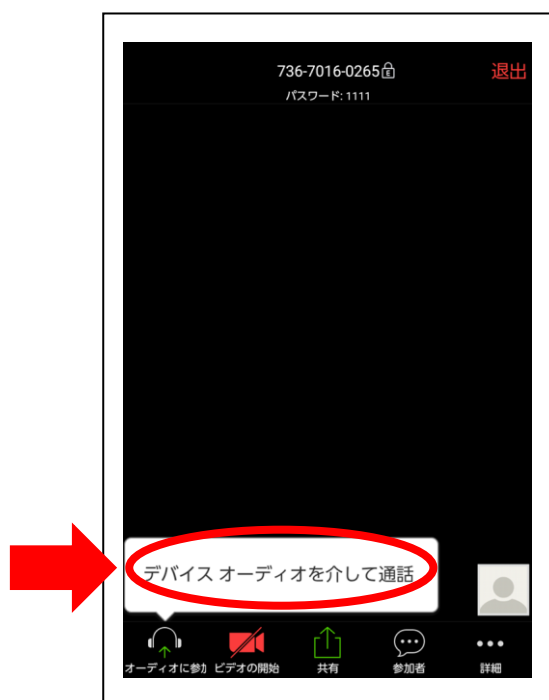 736-7016-0265
退出
パスワード: 1111
デバイス オーディオを介して通話
オーディオに参加
ビデオの開始
共有
参加者
詳細